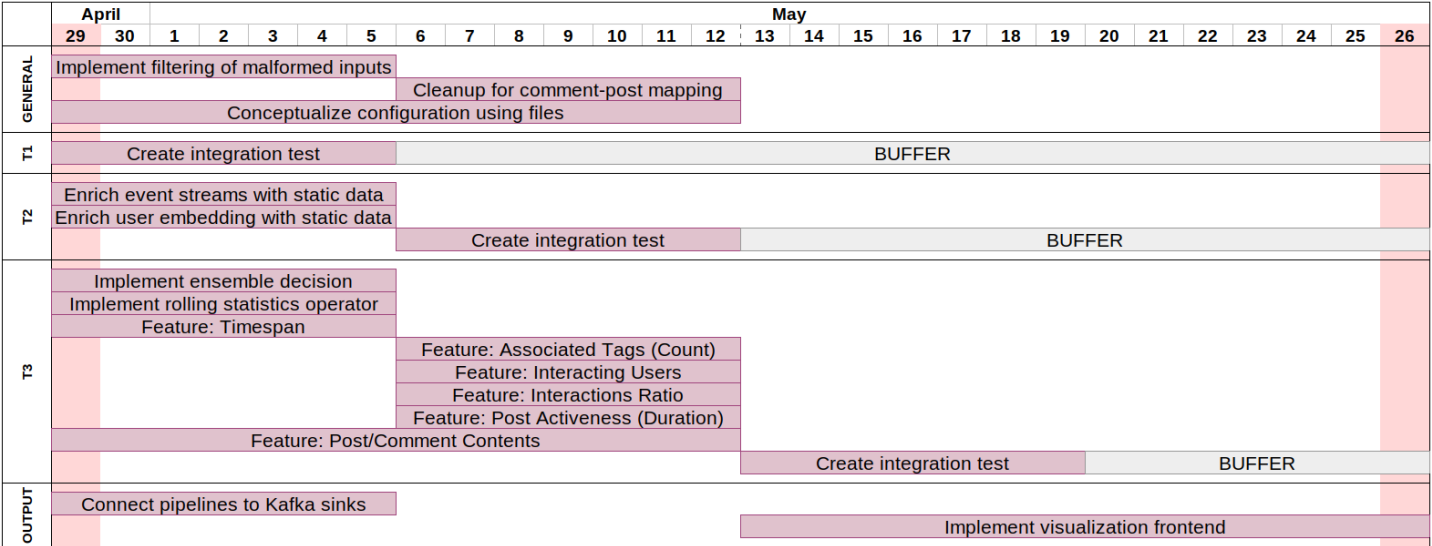 April May
29 30 1 2 3 4 5 6 7 8 9 10 11 12 13 14 15 16 17 18 19 20 21 22 23 24 25 26
GENERAL
Implement filtering of malformed inputs
Cleanup for comment-post mapping
Conceptualize configuration using files
T1
Create integration test BUFFER
T2
Enrich event streams with static data
Enrich user embedding with static data
Create integration test BUFFER
T3
Implement ensemble decision
Implement rolling statistics operator
Feature: Timespan
Feature: Associated Tags (Count)
Feature: Interacting Users
Feature: Interactions Ratio
Feature: Post Activeness (Duration)
Feature: Post/Comment Contents
Create integration test BUFFER
OUTPUT
Connect pipelines to Kafka sinks
Implement visualization frontend